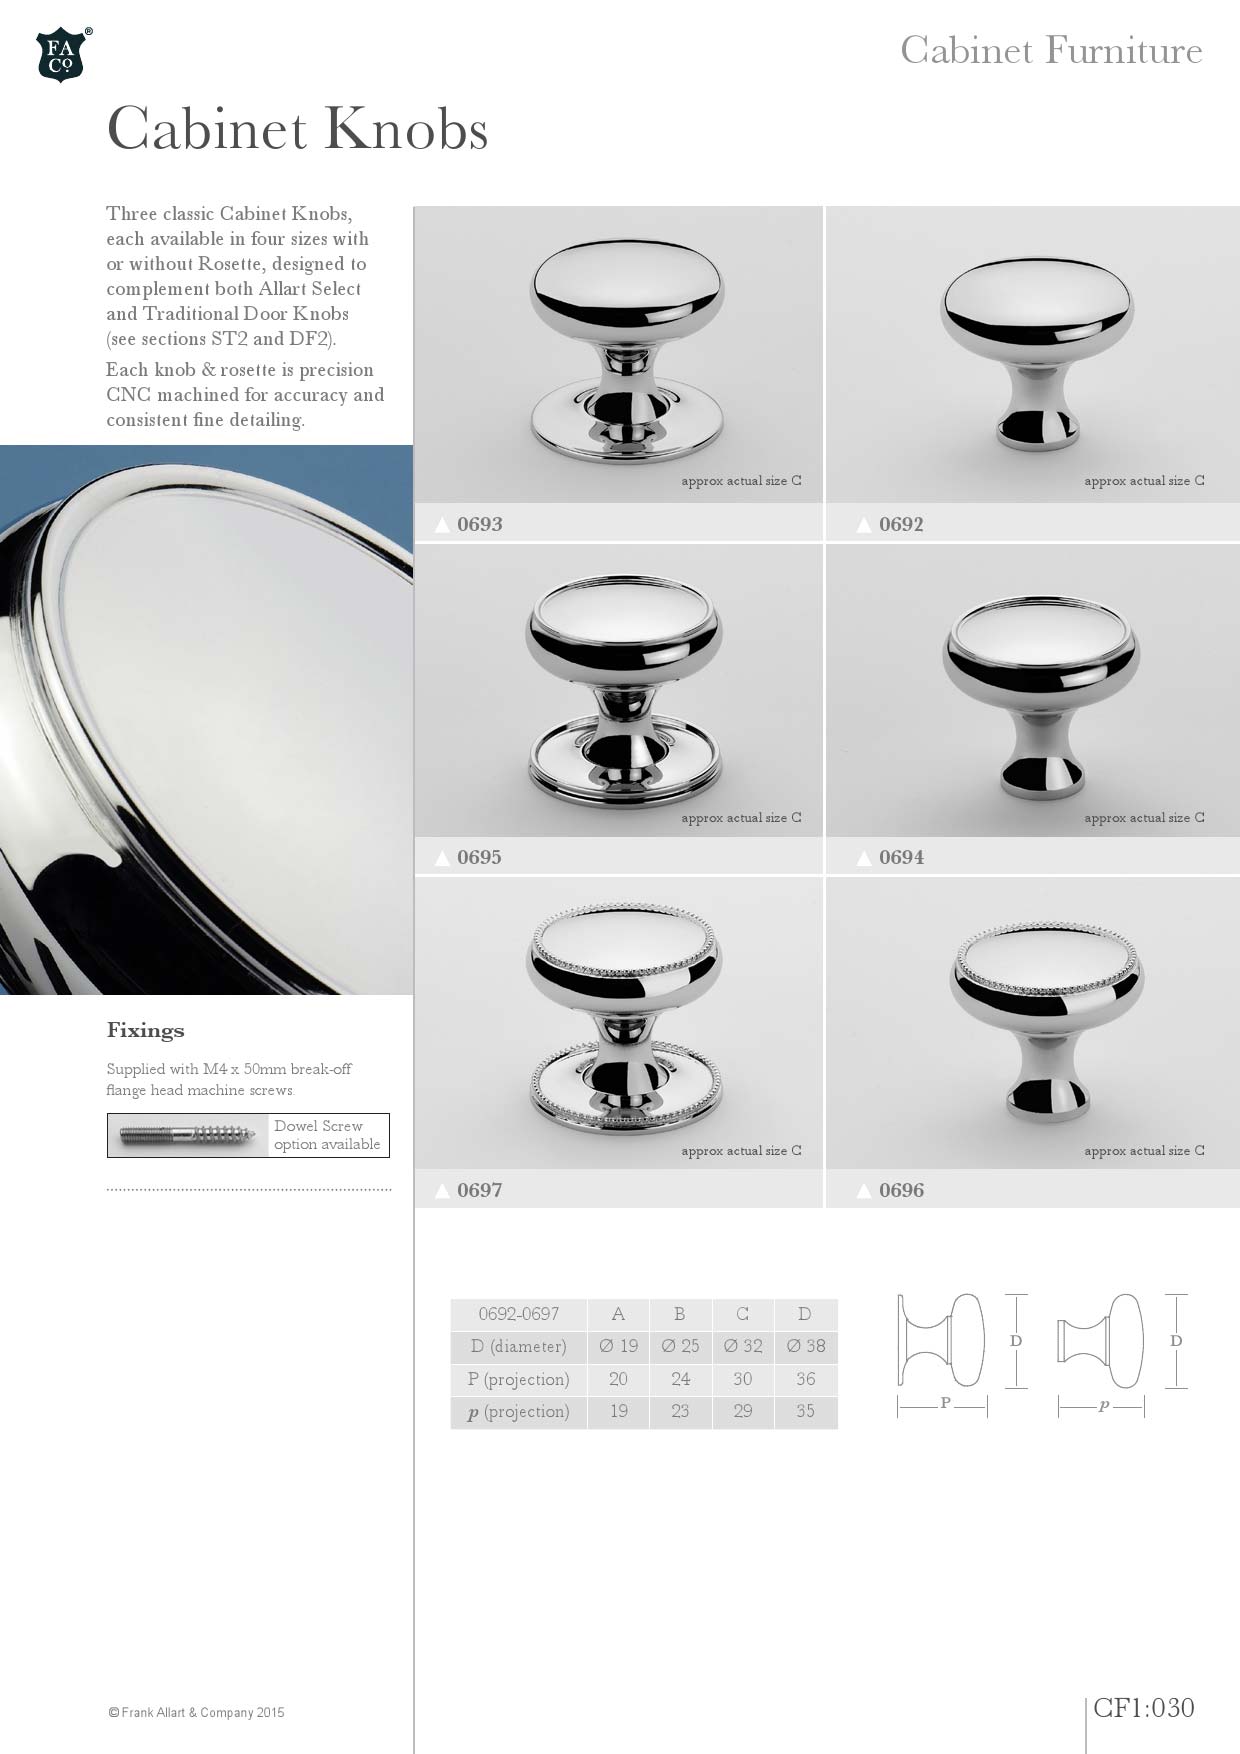 FA
Co.
®
Cabinet Furniture
Cabinet Knobs
Three classic Cabinet Knobs,
each available in four sizes with
or without Rosette, designed to
complement both Allart Select
and Traditional Door Knobs
(see sections ST2 and DF2).
Each knob & rosette is precision
CNC machined for accuracy and
consistent fine detailing.
approx actual size C
approx actual size C
▲ 0693
▲ 0692
approx actual size C
approx actual size C
▲ 0695
▲ 0694
approx actual size C
approx actual size C
▲ 0697
▲ 0696
Fixings
Supplied with M4 x 50mm break-off
flange head machine screws.
Dowel Screw
option available
0692-0697 A B C D
D (diameter) Ø 19 Ø 25 Ø 32 Ø 38
P (projection) 20 24 30 36
p (projection) 19 23 29 35
D
D
P
p
© Frank Allart & Company 2015
CF1:030